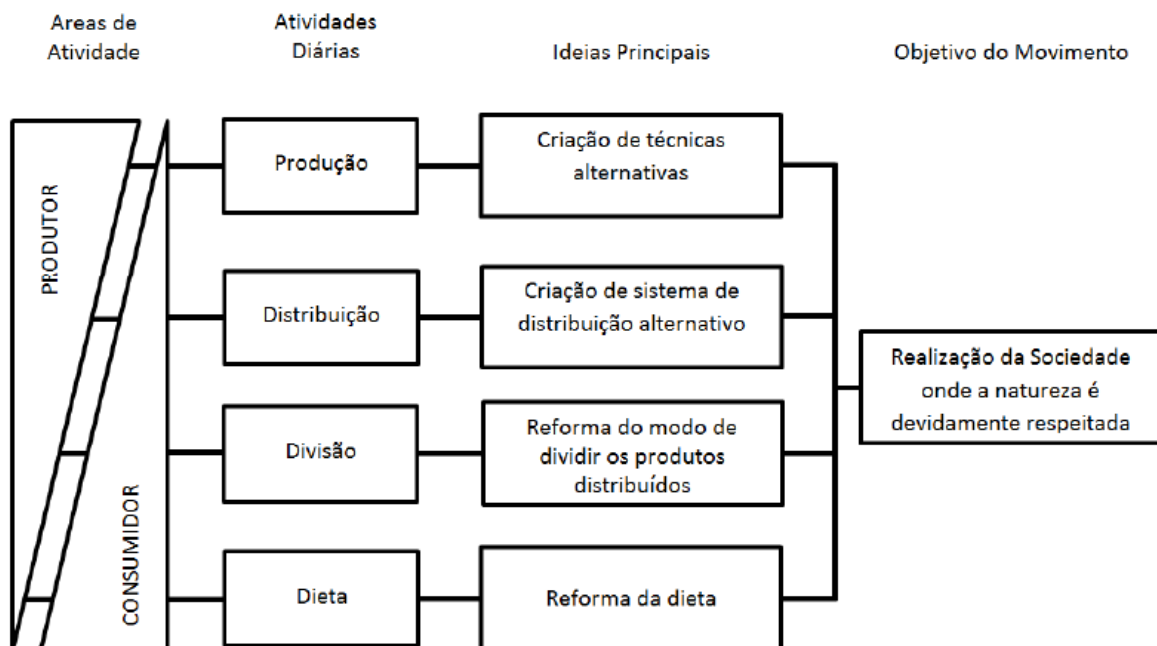 Areas de
Atividade
Atividades
Diárias
Ideias Principais
Objetivo do Movimento
PRODUTOR
CONSUMIDOR
Produção
Criação de técnicas
alternativas
Distribuição
Criação de sistema de
distribuição alternativo
Divisão
Reforma do modo de
dividir os produtos
distribuídos
Dieta
Reforma da dieta
Realização da Sociedade
onde a natureza é
devidamente respeitada